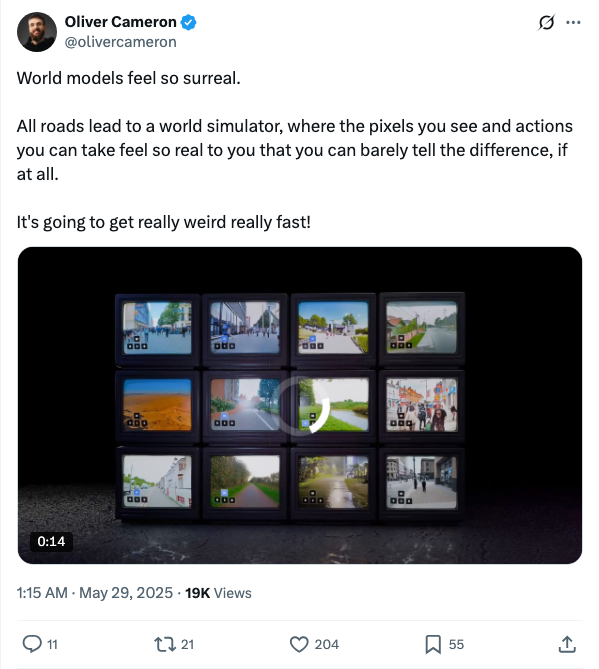 Oliver Cameron
@olivercameron
World models feel so surreal.
All roads lead to a world simulator, where the pixels you see and actions
you can take feel so real to you that you can barely tell the difference, if
at all.
It's going to get really weird really fast!
0:14
1:15 AM · May 29, 2025 · 19K Views
11
21
204
55